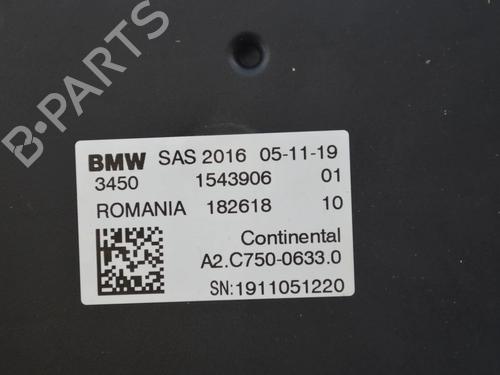 B-PARTS
BMW SAS 2016 05-11-19
3450 1543906 01
ROMANIA 182618 10
Continental
A2.C750-0633.0
SN:1911051220